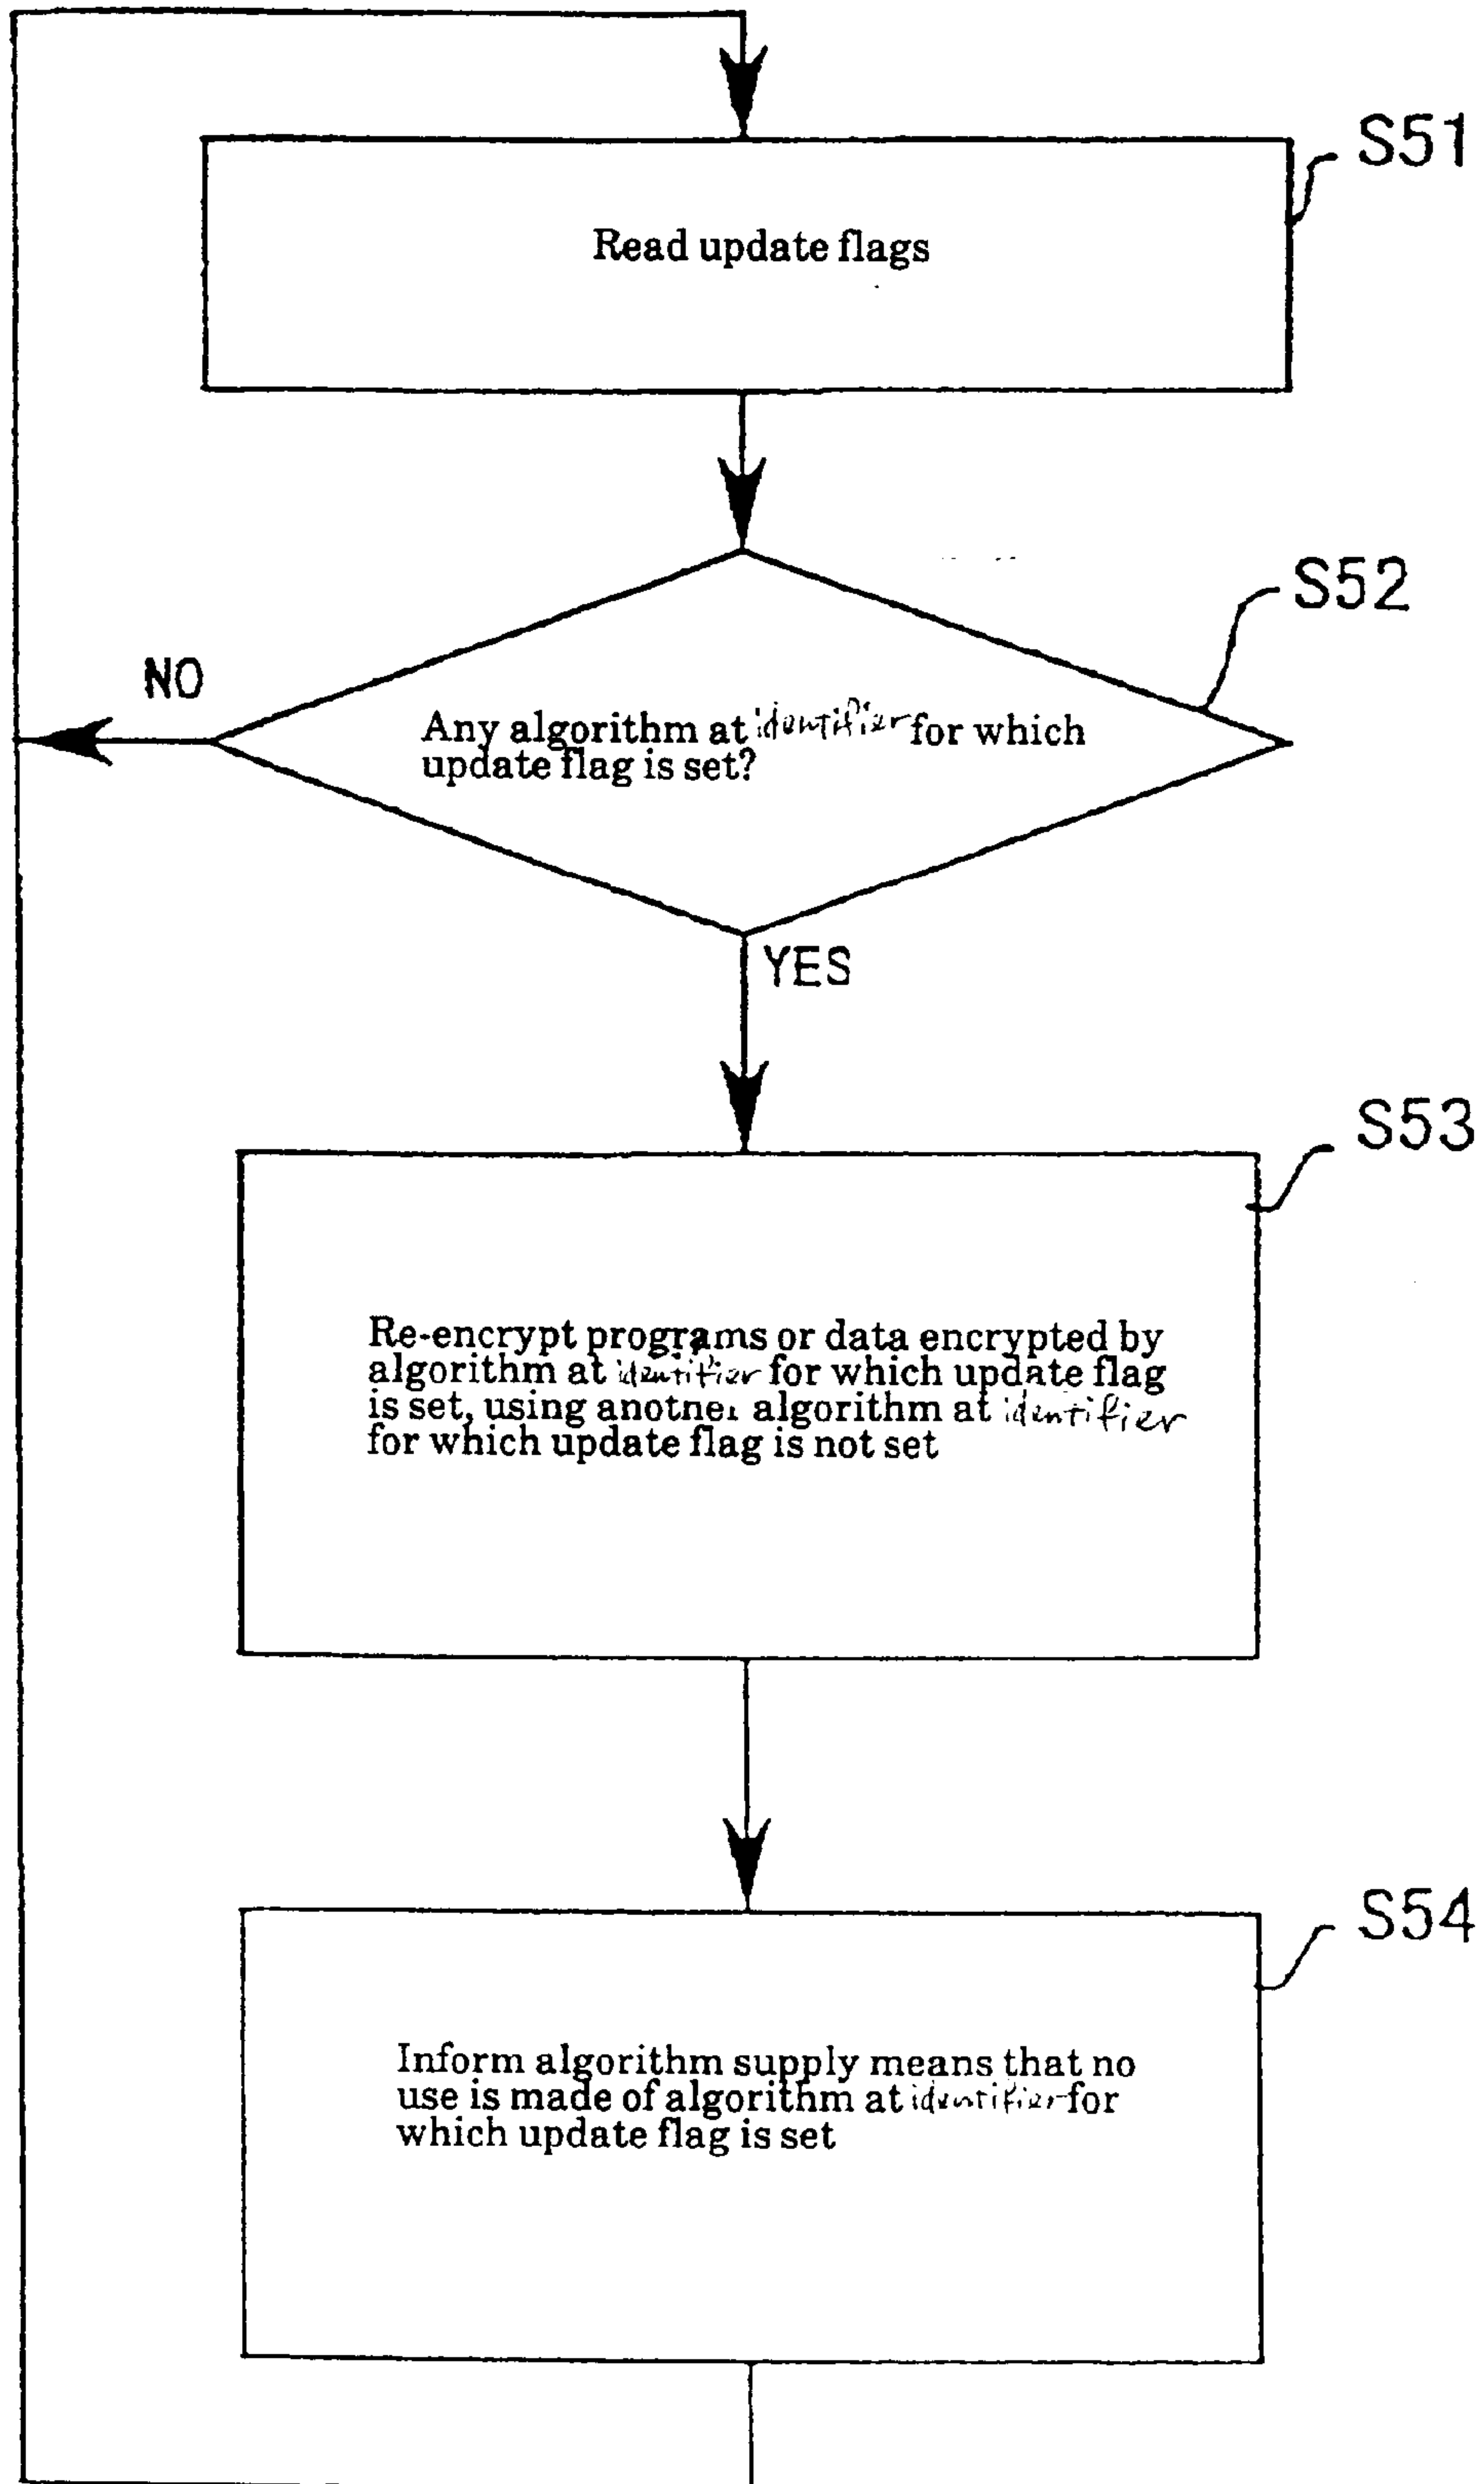 S51
Read update flags
S52
NO
Any algorithm at identifier for which
update flag is set?
YES
S53
Re-encrypt programs or data encrypted by
algorithm at identifier for which update flag
is set, using another algorithm at identifier
for which update flag is not set
S54
Inform algorithm supply means that no
use is made of algorithm at identifier for
which update flag is set